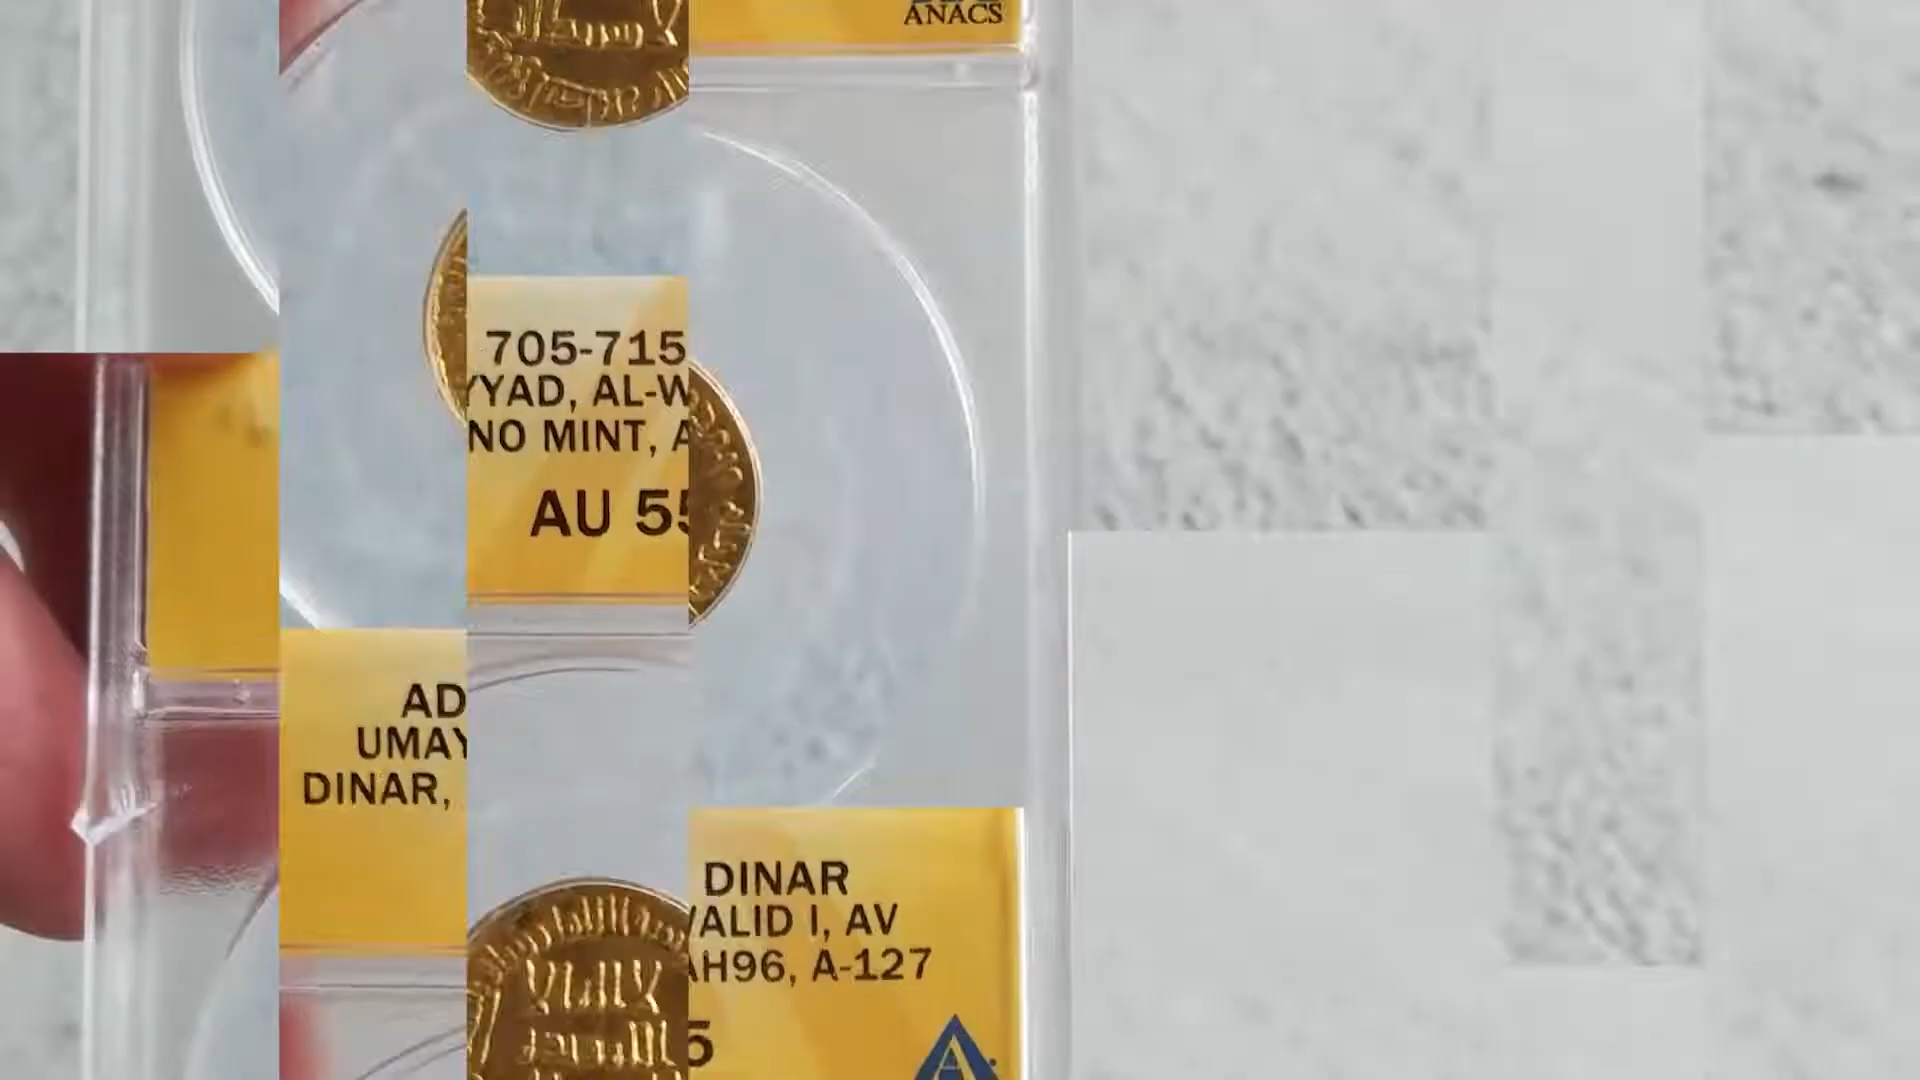 ANACS
705-715
YYAD, AL-W
NO MINT, A
AU 55
AD
UMAY
DINAR,
DINAR
VALID I, AV
AH96, A-127
5